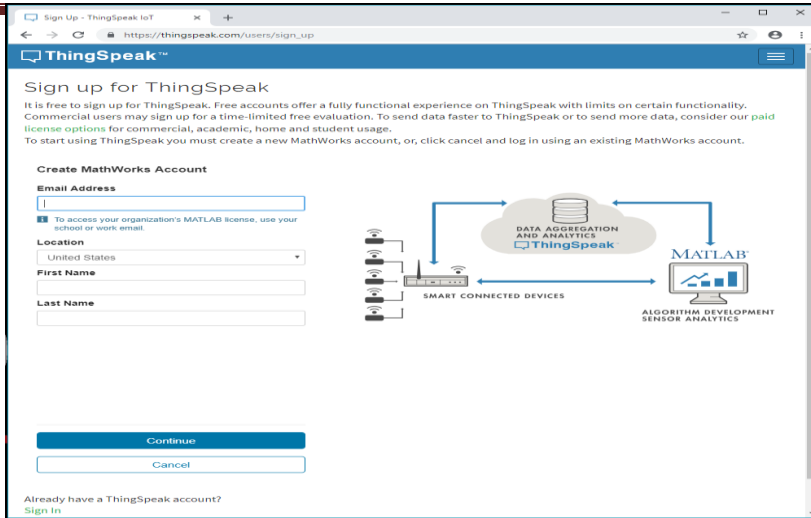 Sign Up - ThingSpeak IoT
https://thingspeak.com/users/sign_up
ThingSpeak™
Sign up for ThingSpeak
It is free to sign up for ThingSpeak. Free accounts offer a fully functional experience on ThingSpeak with limits on certain functionality.
Commercial users may sign up for a time-limited free evaluation. To send data faster to ThingSpeak or to send more data, consider our paid
license options for commercial, academic, home and student usage.
To start using ThingSpeak you must create a new MathWorks account, or, click cancel and log in using an existing MathWorks account.
Create MathWorks Account
Email Address
To access your organization's MATLAB license, use your
school or work email.
Location
United States
First Name
Last Name
DATA AGGREGATION
AND ANALYTICS
ThingSpeak
MATLAB
SMART CONNECTED DEVICES
ALGORITHM DEVELOPMENT
SENSOR ANALYTICS
Continue
Cancel
Already have a ThingSpeak account?
Sign In